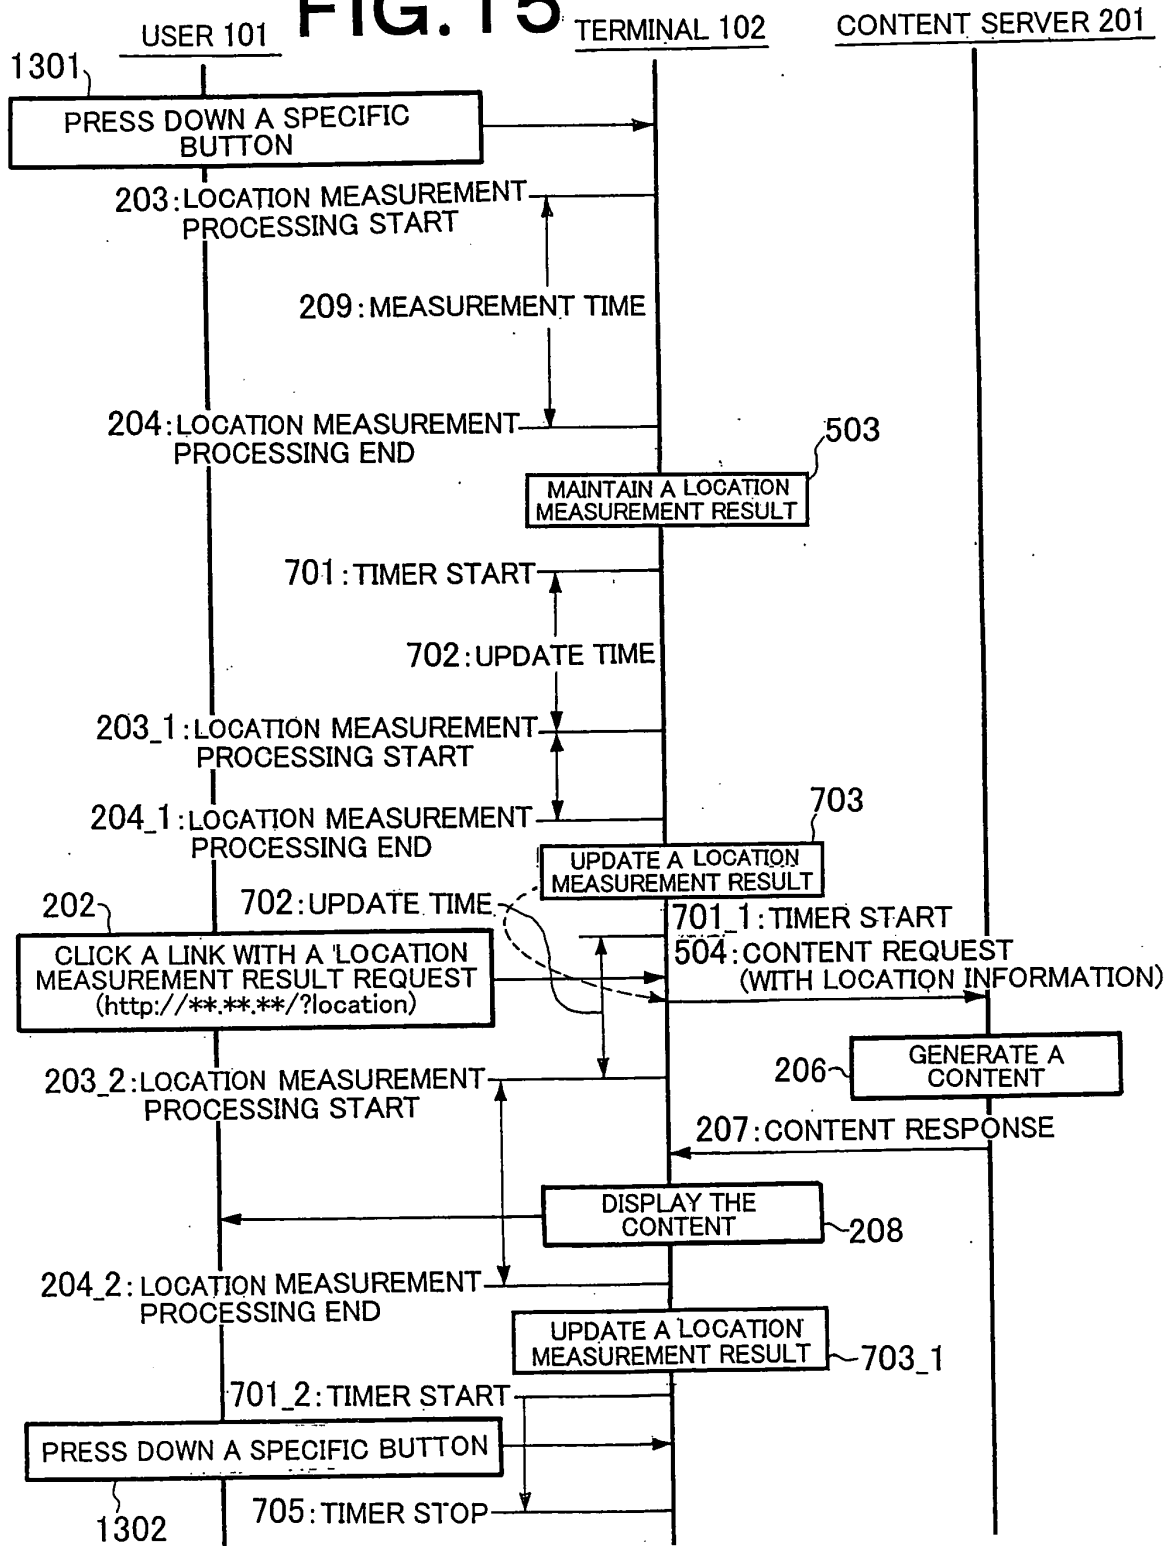 FIG. 15
USER 101
TERMINAL 102
CONTENT SERVER 201
1301
PRESS DOWN A SPECIFIC
BUTTON
203:LOCATION MEASUREMENT
PROCESSING START
209:MEASUREMENT TIME
204:LOCATION MEASUREMENT
PROCESSING END
503
MAINTAIN A LOCATION
MEASUREMENT RESULT
701:TIMER START
702:UPDATE TIME
203_1:LOCATION MEASUREMENT
PROCESSING START
204_1:LOCATION MEASUREMENT
PROCESSING END
703
UPDATE A LOCATION
MEASUREMENT RESULT
702:UPDATE TIME
701_1:TIMER START
202
CLICK A LINK WITH A LOCATION
MEASUREMENT RESULT REQUEST
(http://**.**.**/?location)
504:CONTENT REQUEST
(WITH LOCATION INFORMATION)
206
GENERATE A
CONTENT
203_2:LOCATION MEASUREMENT
PROCESSING START
207:CONTENT RESPONSE
DISPLAY THE
CONTENT
208
204_2:LOCATION MEASUREMENT
PROCESSING END
UPDATE A LOCATION
MEASUREMENT RESULT
703_1
701_2:TIMER START
PRESS DOWN A SPECIFIC BUTTON
1302
705:TIMER STOP